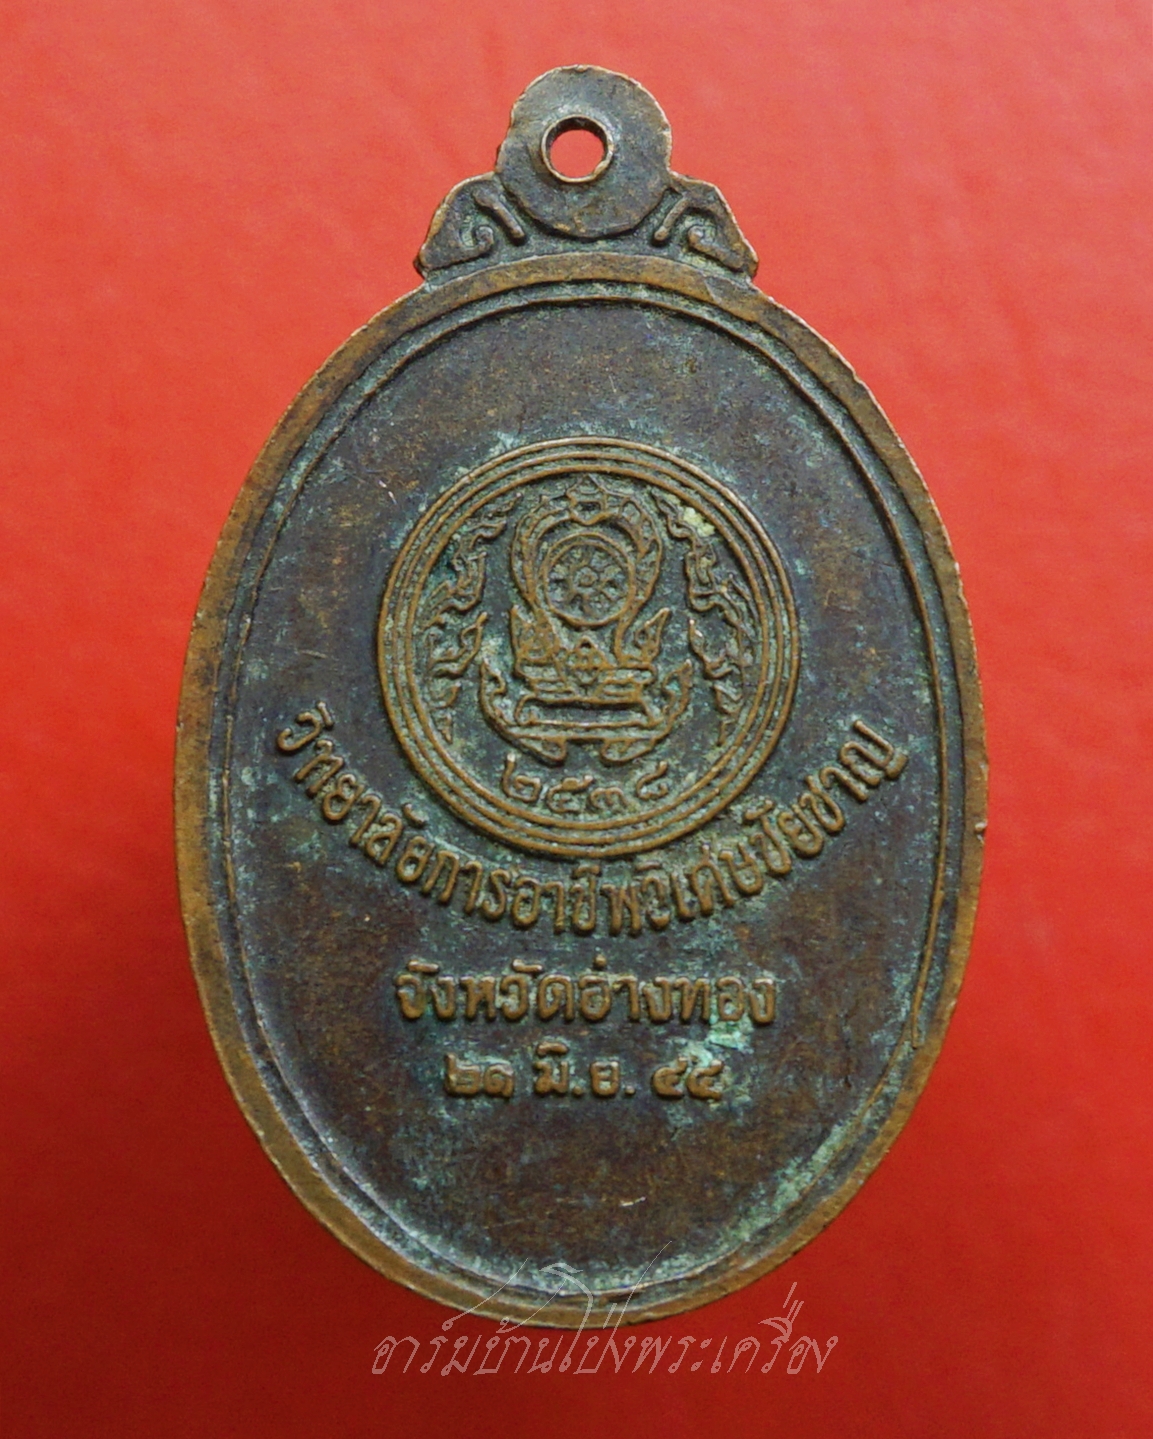 ๒๔๘๔
วิทยาลัยการอาชีพวิเศษชัยชาญ
จังหวัดอ่างทอง
๒๑ มิ.ย. ๕๔
อาร์มบ้านโป่งพระเครื่อง